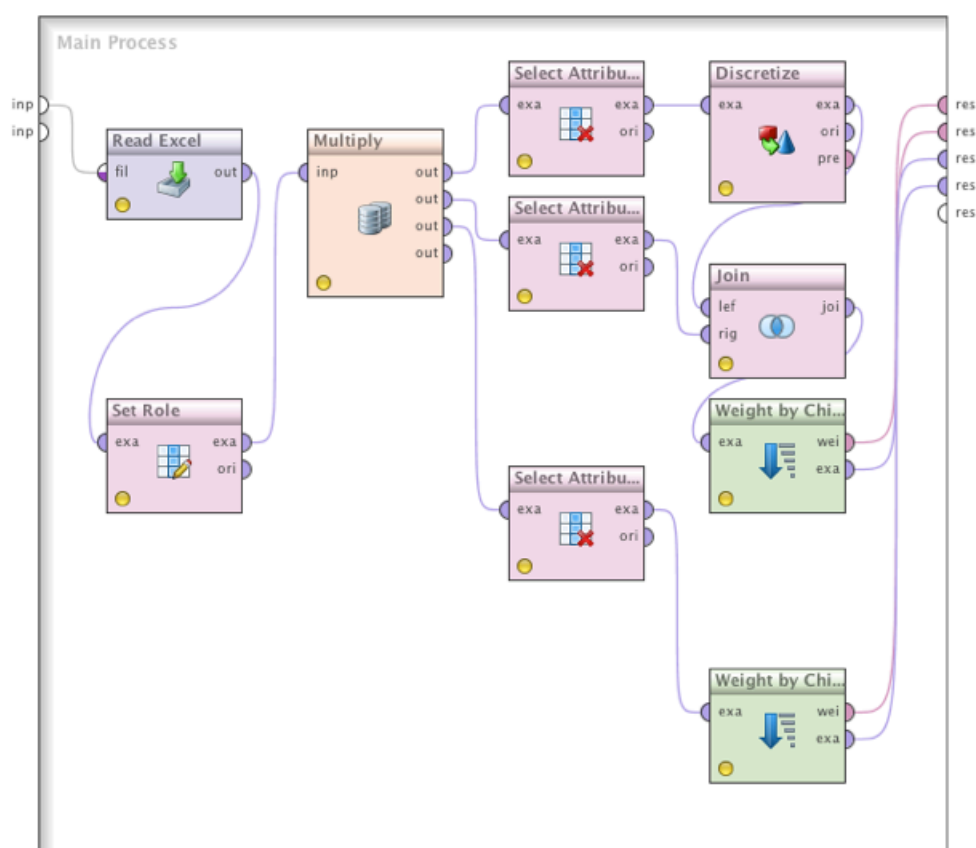 Main Process
inp
inp
Read Excel
fil
out
Set Role
exa
exa
ori
Multiply
inp
out
out
out
out
Select Attribu...
exa
exa
ori
Select Attribu...
exa
exa
ori
Select Attribu...
exa
exa
ori
Discretize
exa
exa
ori
pre
Join
lef
joi
rig
Weight by Chi...
exa
wei
exa
Weight by Chi...
exa
wei
exa
res
res
res
res
res